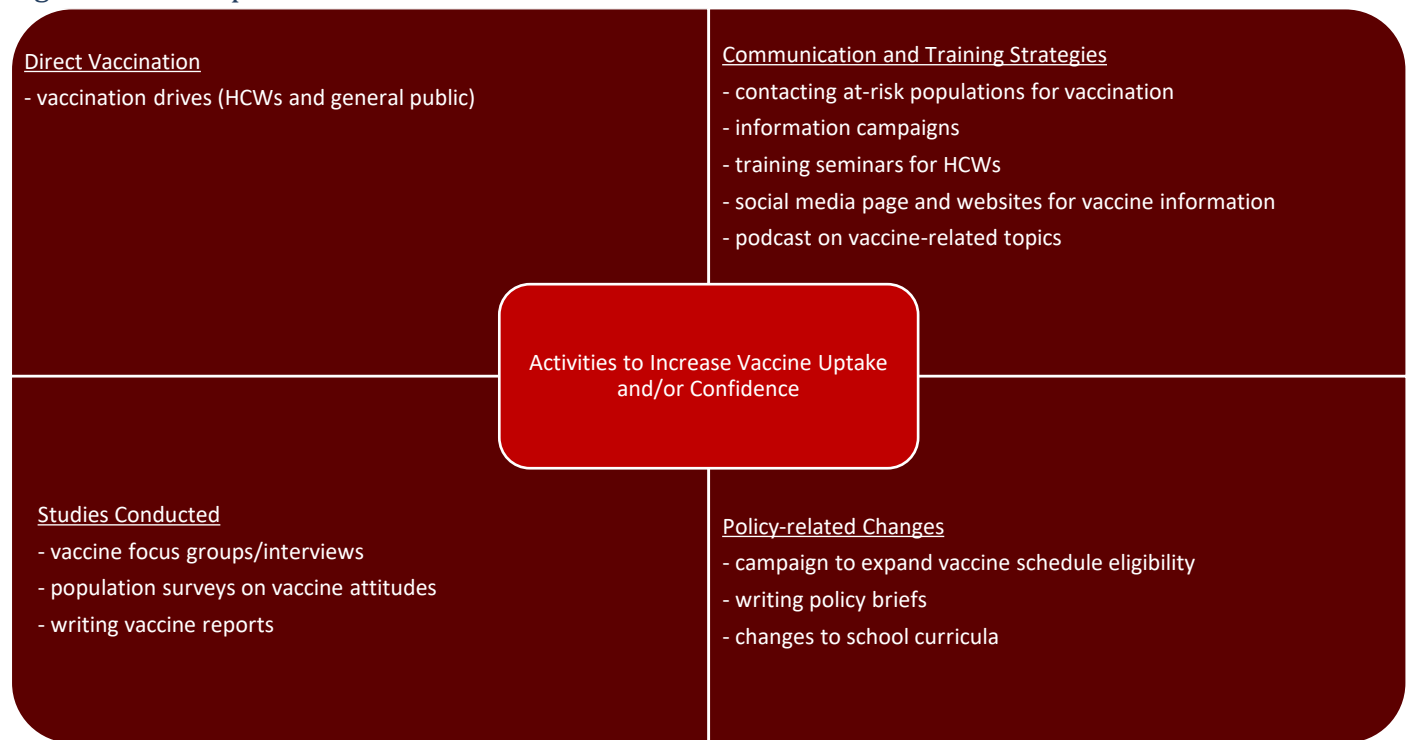 Direct Vaccination
- vaccination drives (HCWs and general public)
Communication and Training Strategies
- contacting at-risk populations for vaccination
- information campaigns
- training seminars for HCWs
- social media page and websites for vaccine information
- podcast on vaccine-related topics
Activities to Increase Vaccine Uptake
and/or Confidence
Studies Conducted
- vaccine focus groups/interviews
- population surveys on vaccine attitudes
- writing vaccine reports
Policy-related Changes
- campaign to expand vaccine schedule eligibility
- writing policy briefs
- changes to school curricula